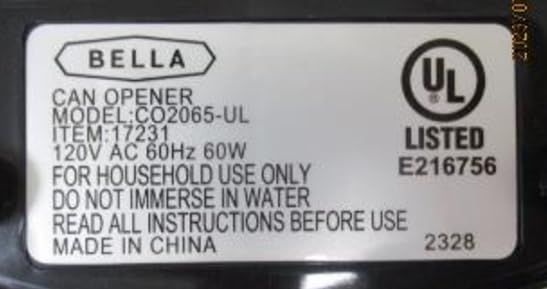 BELLA
CAN OPENER
MODEL:CO2065-UL
ITEM:17231
120V AC 60Hz 60W
FOR HOUSEHOLD USE ONLY
DO NOT IMMERSE IN WATER
READ ALL INSTRUCTIONS BEFORE USE
MADE IN CHINA
UL
®
LISTED
E216756
2328